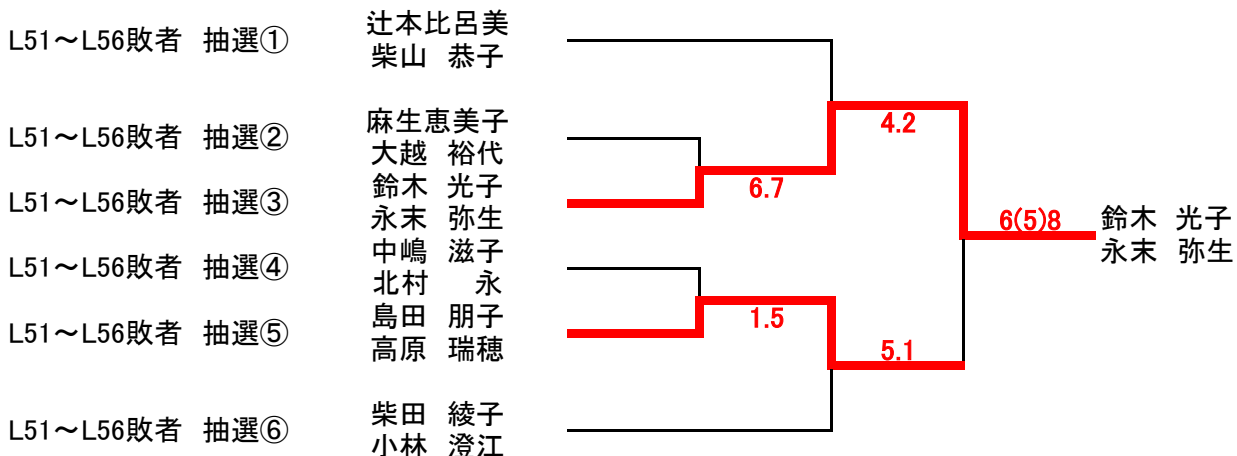 L51～L56敗者　抽選①
辻本比呂美
柴山　恭子
L51～L56敗者　抽選②
麻生恵美子
大越　裕代
L51～L56敗者　抽選③
鈴木　光子
永末　弥生
L51～L56敗者　抽選④
中嶋　滋子
北村　　永
L51～L56敗者　抽選⑤
島田　朋子
高原　瑞穂
L51～L56敗者　抽選⑥
柴田　綾子
小林　澄江
6.7
1.5
4.2
5.1
6(5)8
鈴木　光子
永末　弥生